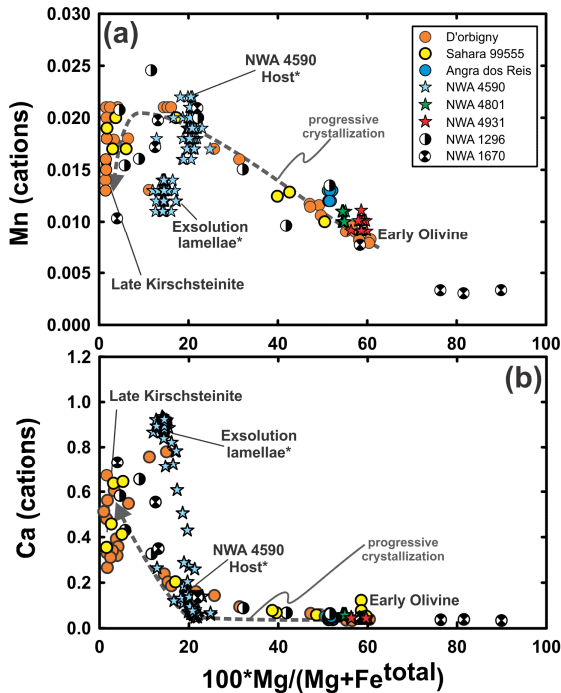 (a)
0.030
0.025
0.020
0.015
0.010
0.005
0.000
Mn (cations)
NWA 4590
Host*
progressive
crystallization
Exsolution
lamellae*
Early Olivine
Late Kirschsteinite
D'orbigny
Sahara 99555
Angra dos Reis
NWA 4590
NWA 4801
NWA 4931
NWA 1296
NWA 1670
0 20 40 60 80 100
(b)
1.2
1.0
0.8
0.6
0.4
0.2
0.0
Ca (cations)
Late Kirschsteinite
Exsolution
lamellae*
NWA 4590
Host*
progressive
crystallization
Early Olivine
0 20 40 60 80 100
100*Mg/(Mg+Fetotal)